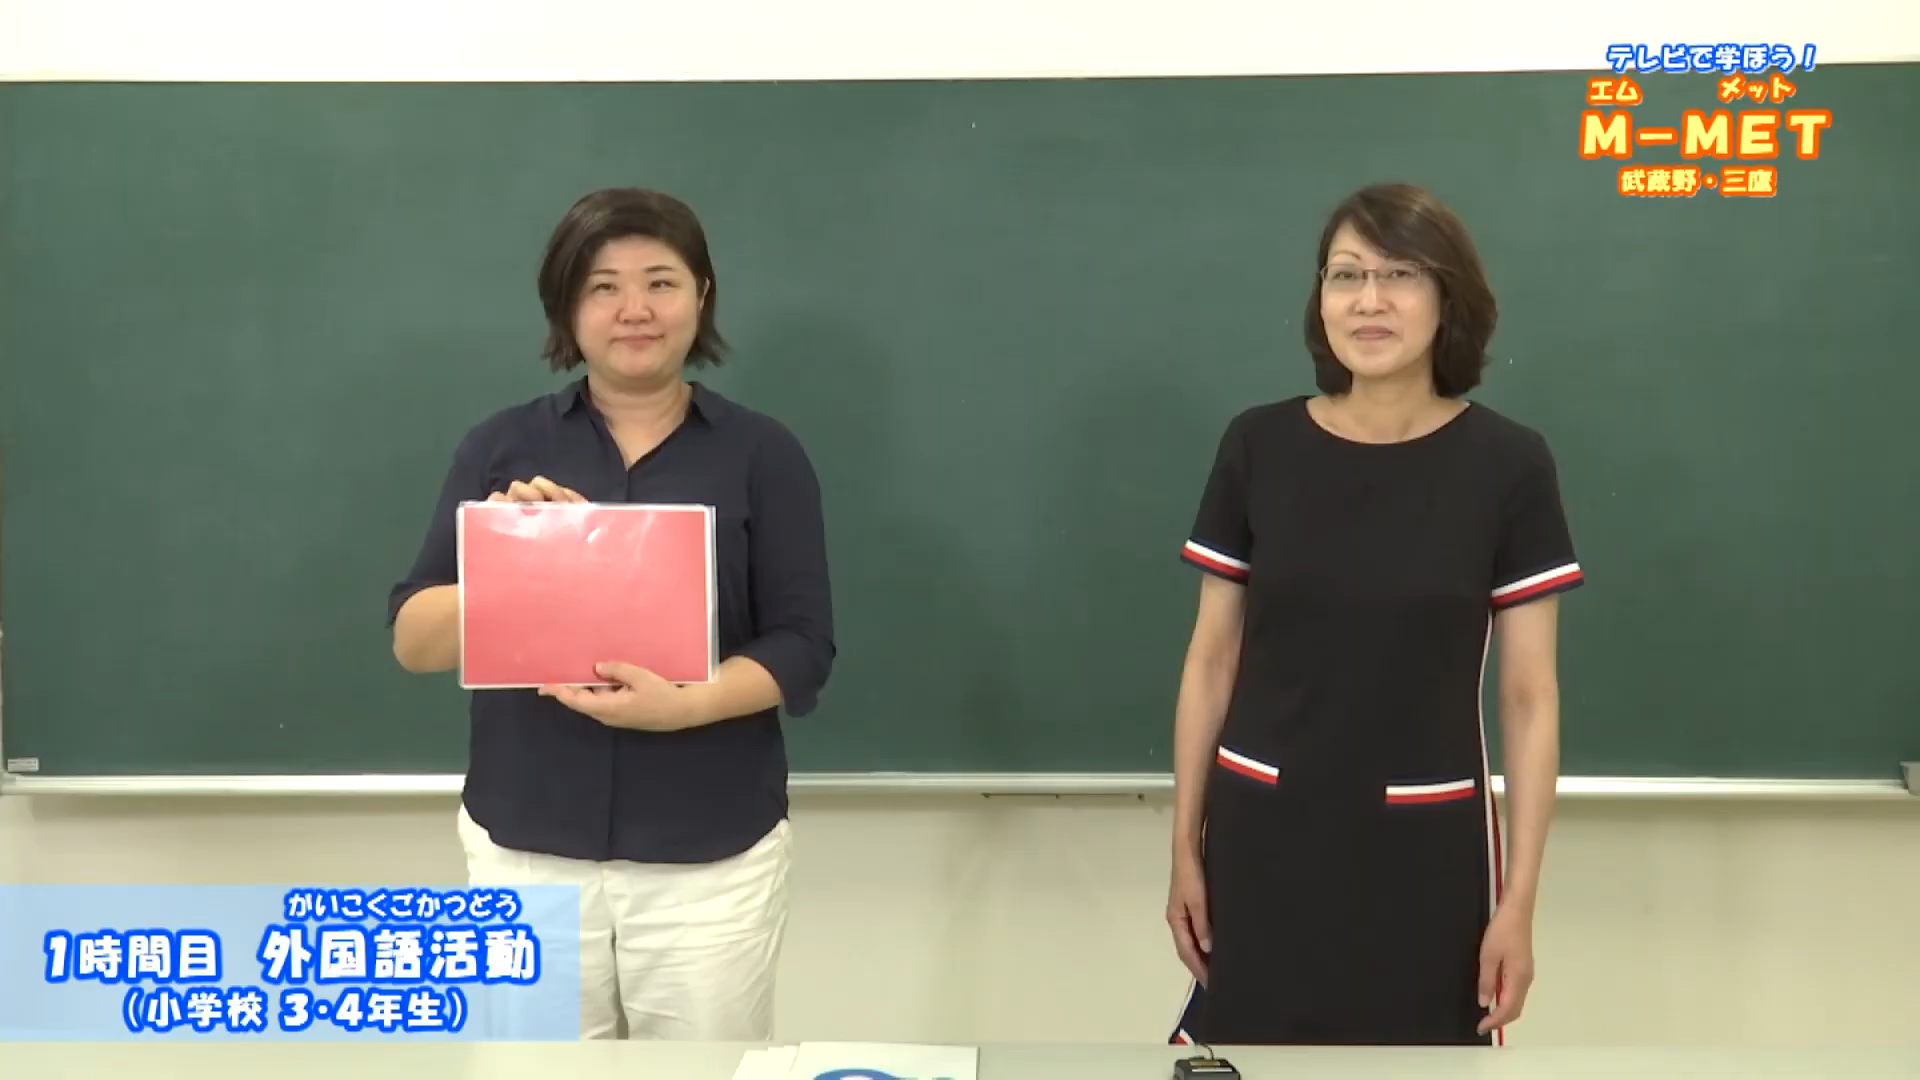 テレビで学ぼう！
エム メット
M-MET
武蔵野・三鷹
がいこくごかつどう
1時間目 外国語活動
（小学校 3・4年生）